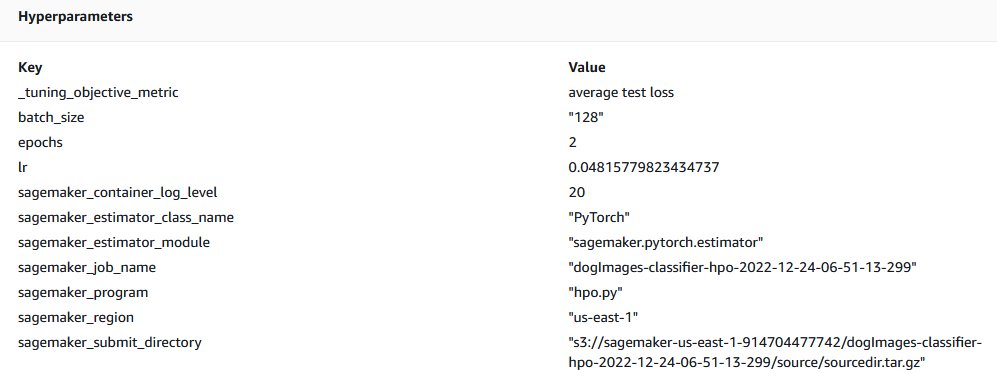 Hyperparameters
Key Value
_tuning_objective_metric average test loss
batch_size "128"
epochs 2
lr 0.04815779823434737
sagemaker_container_log_level 20
sagemaker_estimator_class_name "PyTorch"
sagemaker_estimator_module "sagemaker.pytorch.estimator"
sagemaker_job_name "dogImages-classifier-hpo-2022-12-24-06-51-13-299"
sagemaker_program "hpo.py"
sagemaker_region "us-east-1"
sagemaker_submit_directory "s3://sagemaker-us-east-1-914704477742/dogImages-classifier-
hpo-2022-12-24-06-51-13-299/source/sourcedir.tar.gz"